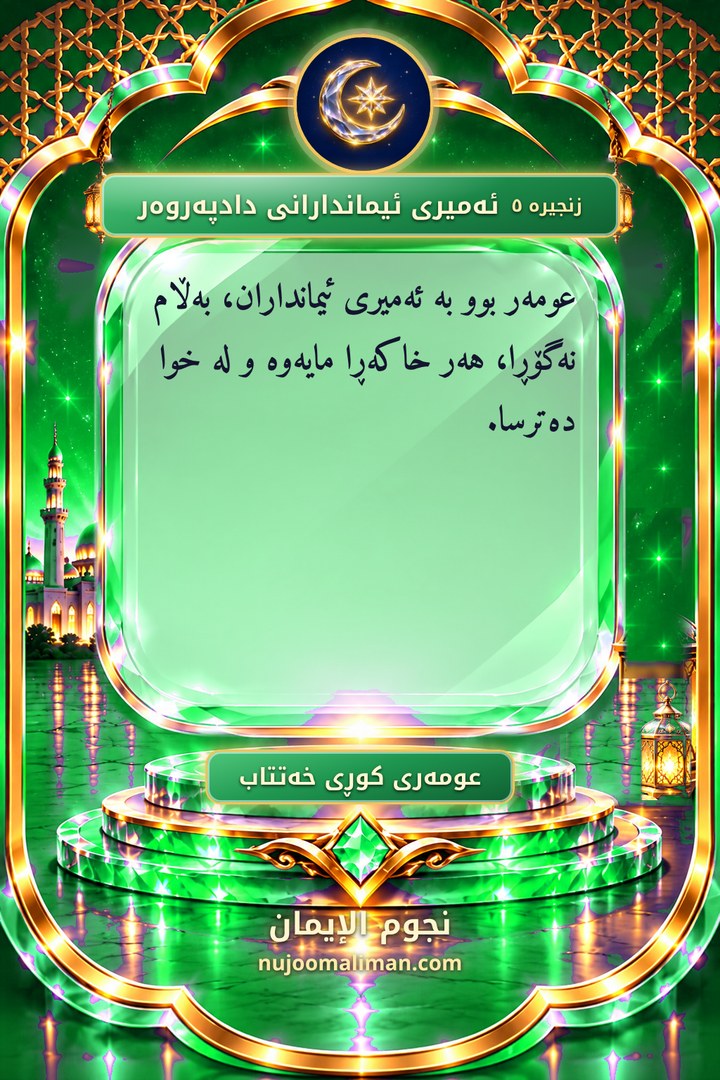 زنجیرە ٥ ئەمیری ئیماندارانی دادپەروەر
عومەر بوو بە ئەمیری ئیمانداران، بەڵام
نەگۆڕا، هەر خاکەڕا مایەوە و لە خوا
دەترسا.
عومەری کوڕی خەتتاب
نجوم الإيمان
nujoomaliman.com